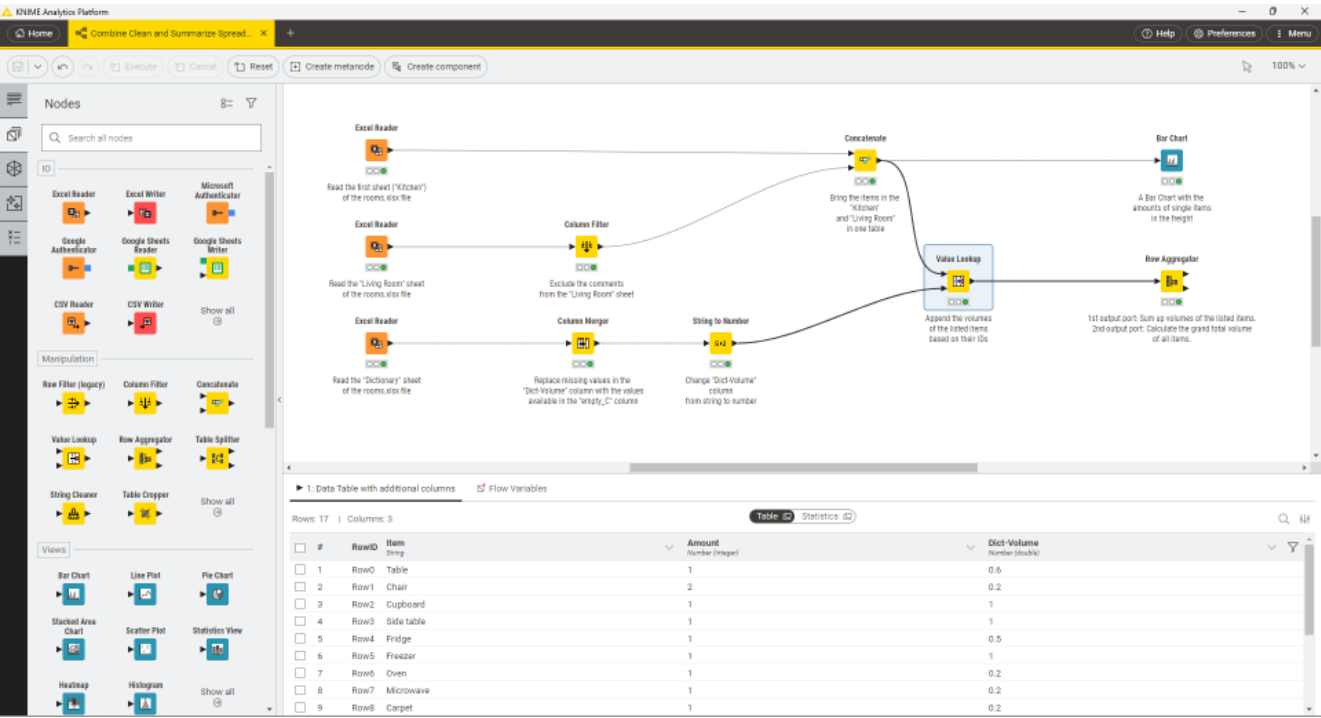 KNIME Analytics Platform
Home
Combine Clean and Summarize Spread...
Help
Preferences
Menu
Execute
Cancel
Reset
Create metanode
Create component
100%
Nodes
Search all nodes
IO
Excel Reader
Excel Writer
Microsoft
Authenticator
Google
Authenticator
Google Sheets
Reader
Google Sheets
Writer
CSV Reader
CSV Writer
Show all
Manipulation
Row Filter (legacy)
Column Filter
Concatenate
Value Lookup
Row Aggregator
Table Splitter
String Cleaner
Table Cropper
Show all
Views
Bar Chart
Line Plot
Pie Chart
Stacked Area
Chart
Scatter Plot
Statistics View
Heatmap
Histogram
Show all
Excel Reader
Read the first sheet ("Kitchen")
of the rooms.xlsx file
Excel Reader
Read the "Living Room" sheet
of the rooms.xlsx file
Column Filter
Exclude the comments
from the "Living Room" sheet
Excel Reader
Read the "Dictionary" sheet
of the rooms.xlsx file
Column Merger
Replace missing values in the
"Dict-Volume" column with the values
available in the "empty_C" column
String to Number
Change "Dict-Volume"
column
from string to number
Concatenate
Bring the items in the
"Kitchen"
and "Living Room"
in one table
Value Lookup
Append the volumes
of the listed items
based on their IDs
Bar Chart
A Bar Chart with the
amounts of single items
in the freight
Row Aggregator
1st output port: Sum up volumes of the listed items.
2nd output port: Calculate the grand total volume
of all items.
1: Data Table with additional columns
Flow Variables
Rows: 17 | Columns: 3
Table
Statistics
# RowID Item Amount Dict-Volume
String Number (integer) Number (double)
1 Row0 Table 1 0.6
2 Row1 Chair 2 0.2
3 Row2 Cupboard 1 1
4 Row3 Side table 1 1
5 Row4 Fridge 1 0.5
6 Row5 Freezer 1 1
7 Row6 Oven 1 0.2
8 Row7 Microwave 1 0.2
9 Row8 Carpet 1 0.2